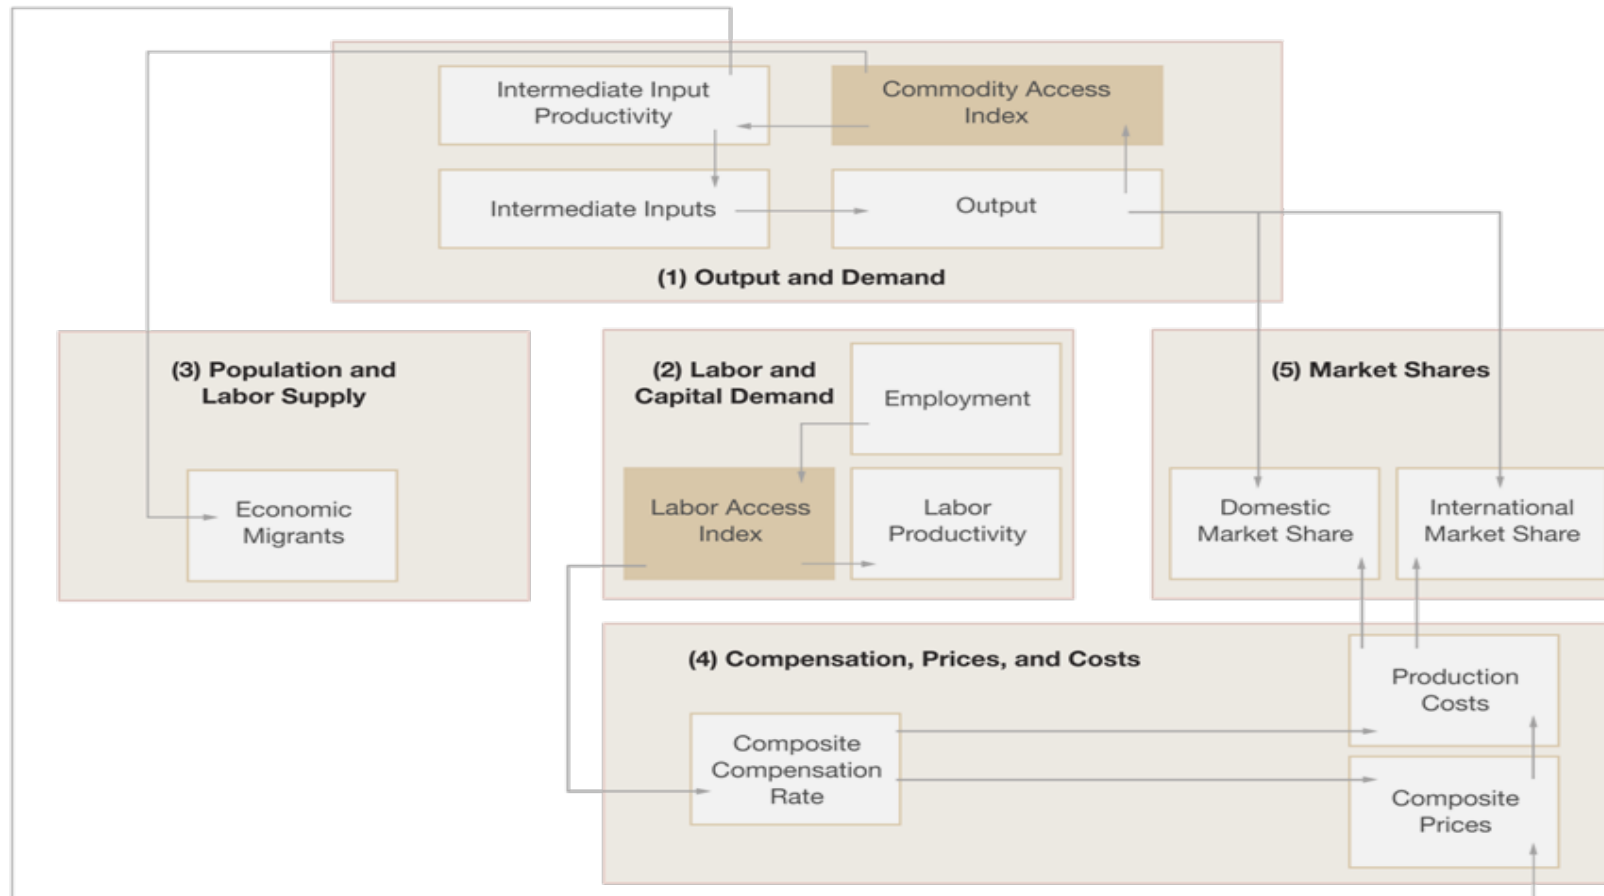 Intermediate Input
Productivity
Commodity Access
Index
Intermediate Inputs
Output
(1) Output and Demand
(3) Population and
Labor Supply
Economic
Migrants
(2) Labor and
Capital Demand
Employment
Labor Access
Index
Labor
Productivity
(5) Market Shares
Domestic
Market Share
International
Market Share
(4) Compensation, Prices, and Costs
Production
Costs
Composite
Compensation
Rate
Composite
Prices